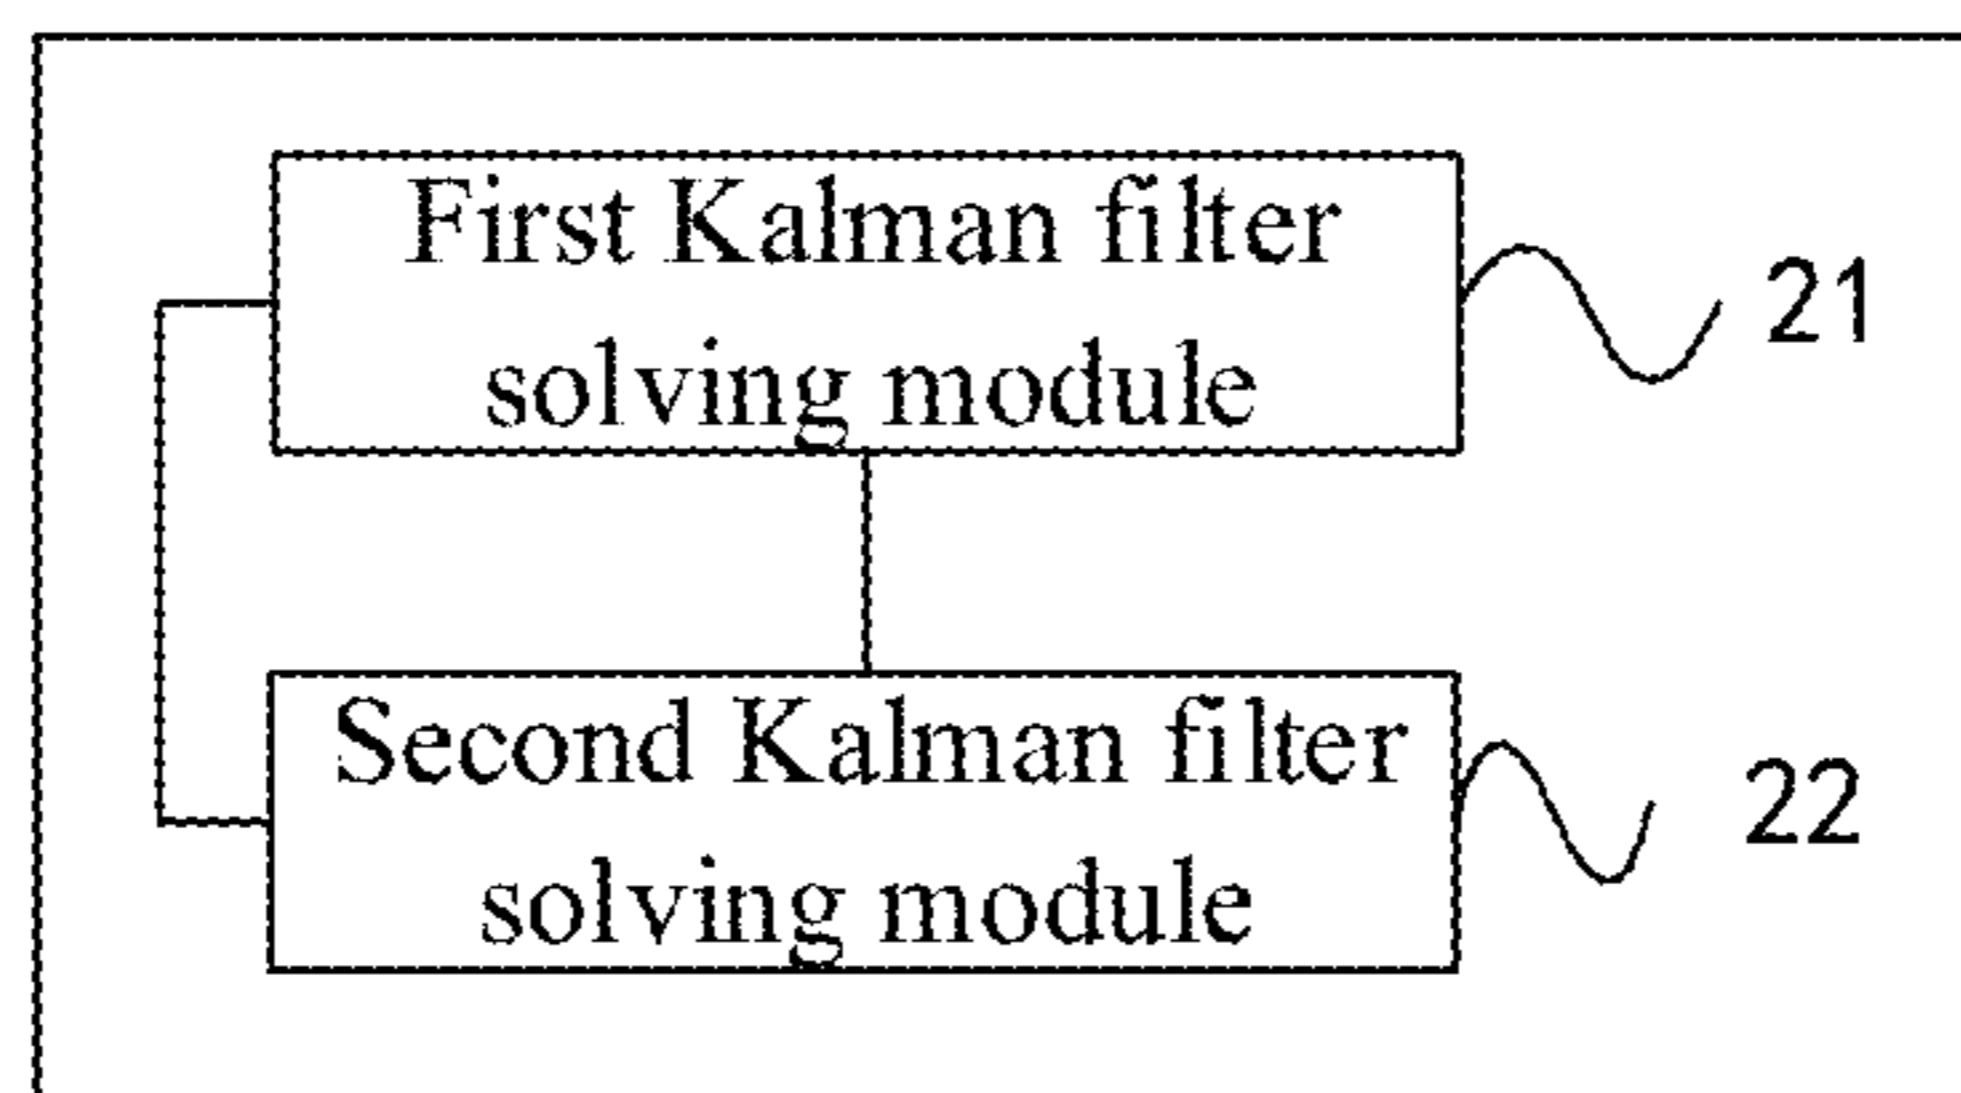 First Kalman filter
solving module
21
Second Kalman filter
solving module
22